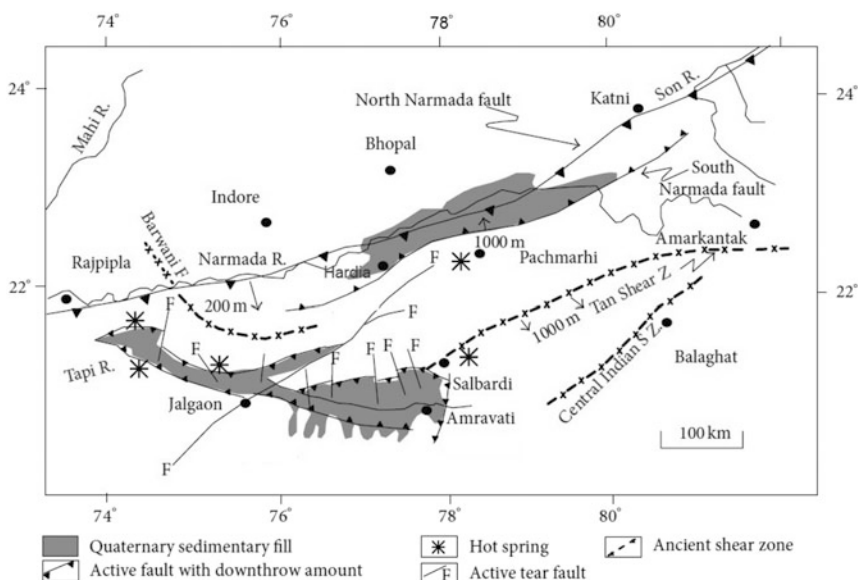 74° 76 78° 80
24° 24°
North Narmada fault
Katni
Son R.
Mahi R.
Bhopal
South
Narmada fault
Indore
Barwani F.
Narmada R.
1000 m
Amarkantak
Rajpipla
Hardia
F
Pachmarhi
22° 22°
200 m
Tan Shear Z
1000 m
F
F
F
F
F F F
Central Indian S Z.
Balaghat
Tapi R.
Salbardi
Jalgaon
Amravati
100 km
F
74° 76 78 80
Quaternary sedimentary fill
Hot spring
Ancient shear zone
Active fault with downthrow amount
F Active tear fault